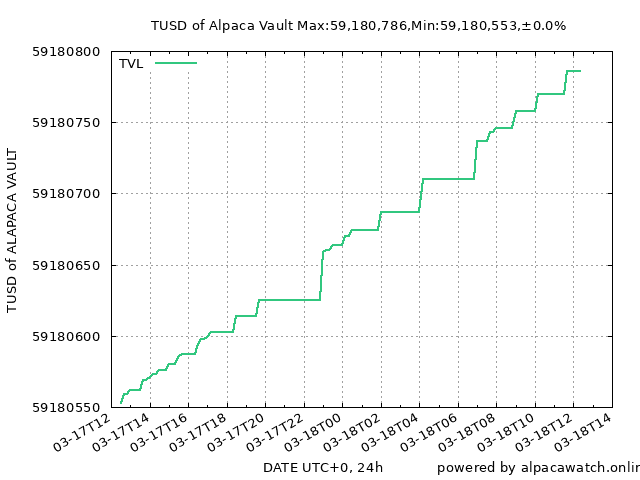 TUSD of Alpaca Vault Max:59,180,786,Min:59,180,553,±0.0%
TVL
59180800
59180750
59180700
59180650
59180600
59180550
TUSD of ALAPACA VAULT
03-17T12
03-17T14
03-17T16
03-17T18
03-17T20
03-17T22
03-18T00
03-18T02
03-18T04
03-18T06
03-18T08
03-18T10
03-18T12
03-18T14
DATE UTC+0, 24h
powered by alpacawatch.onlin